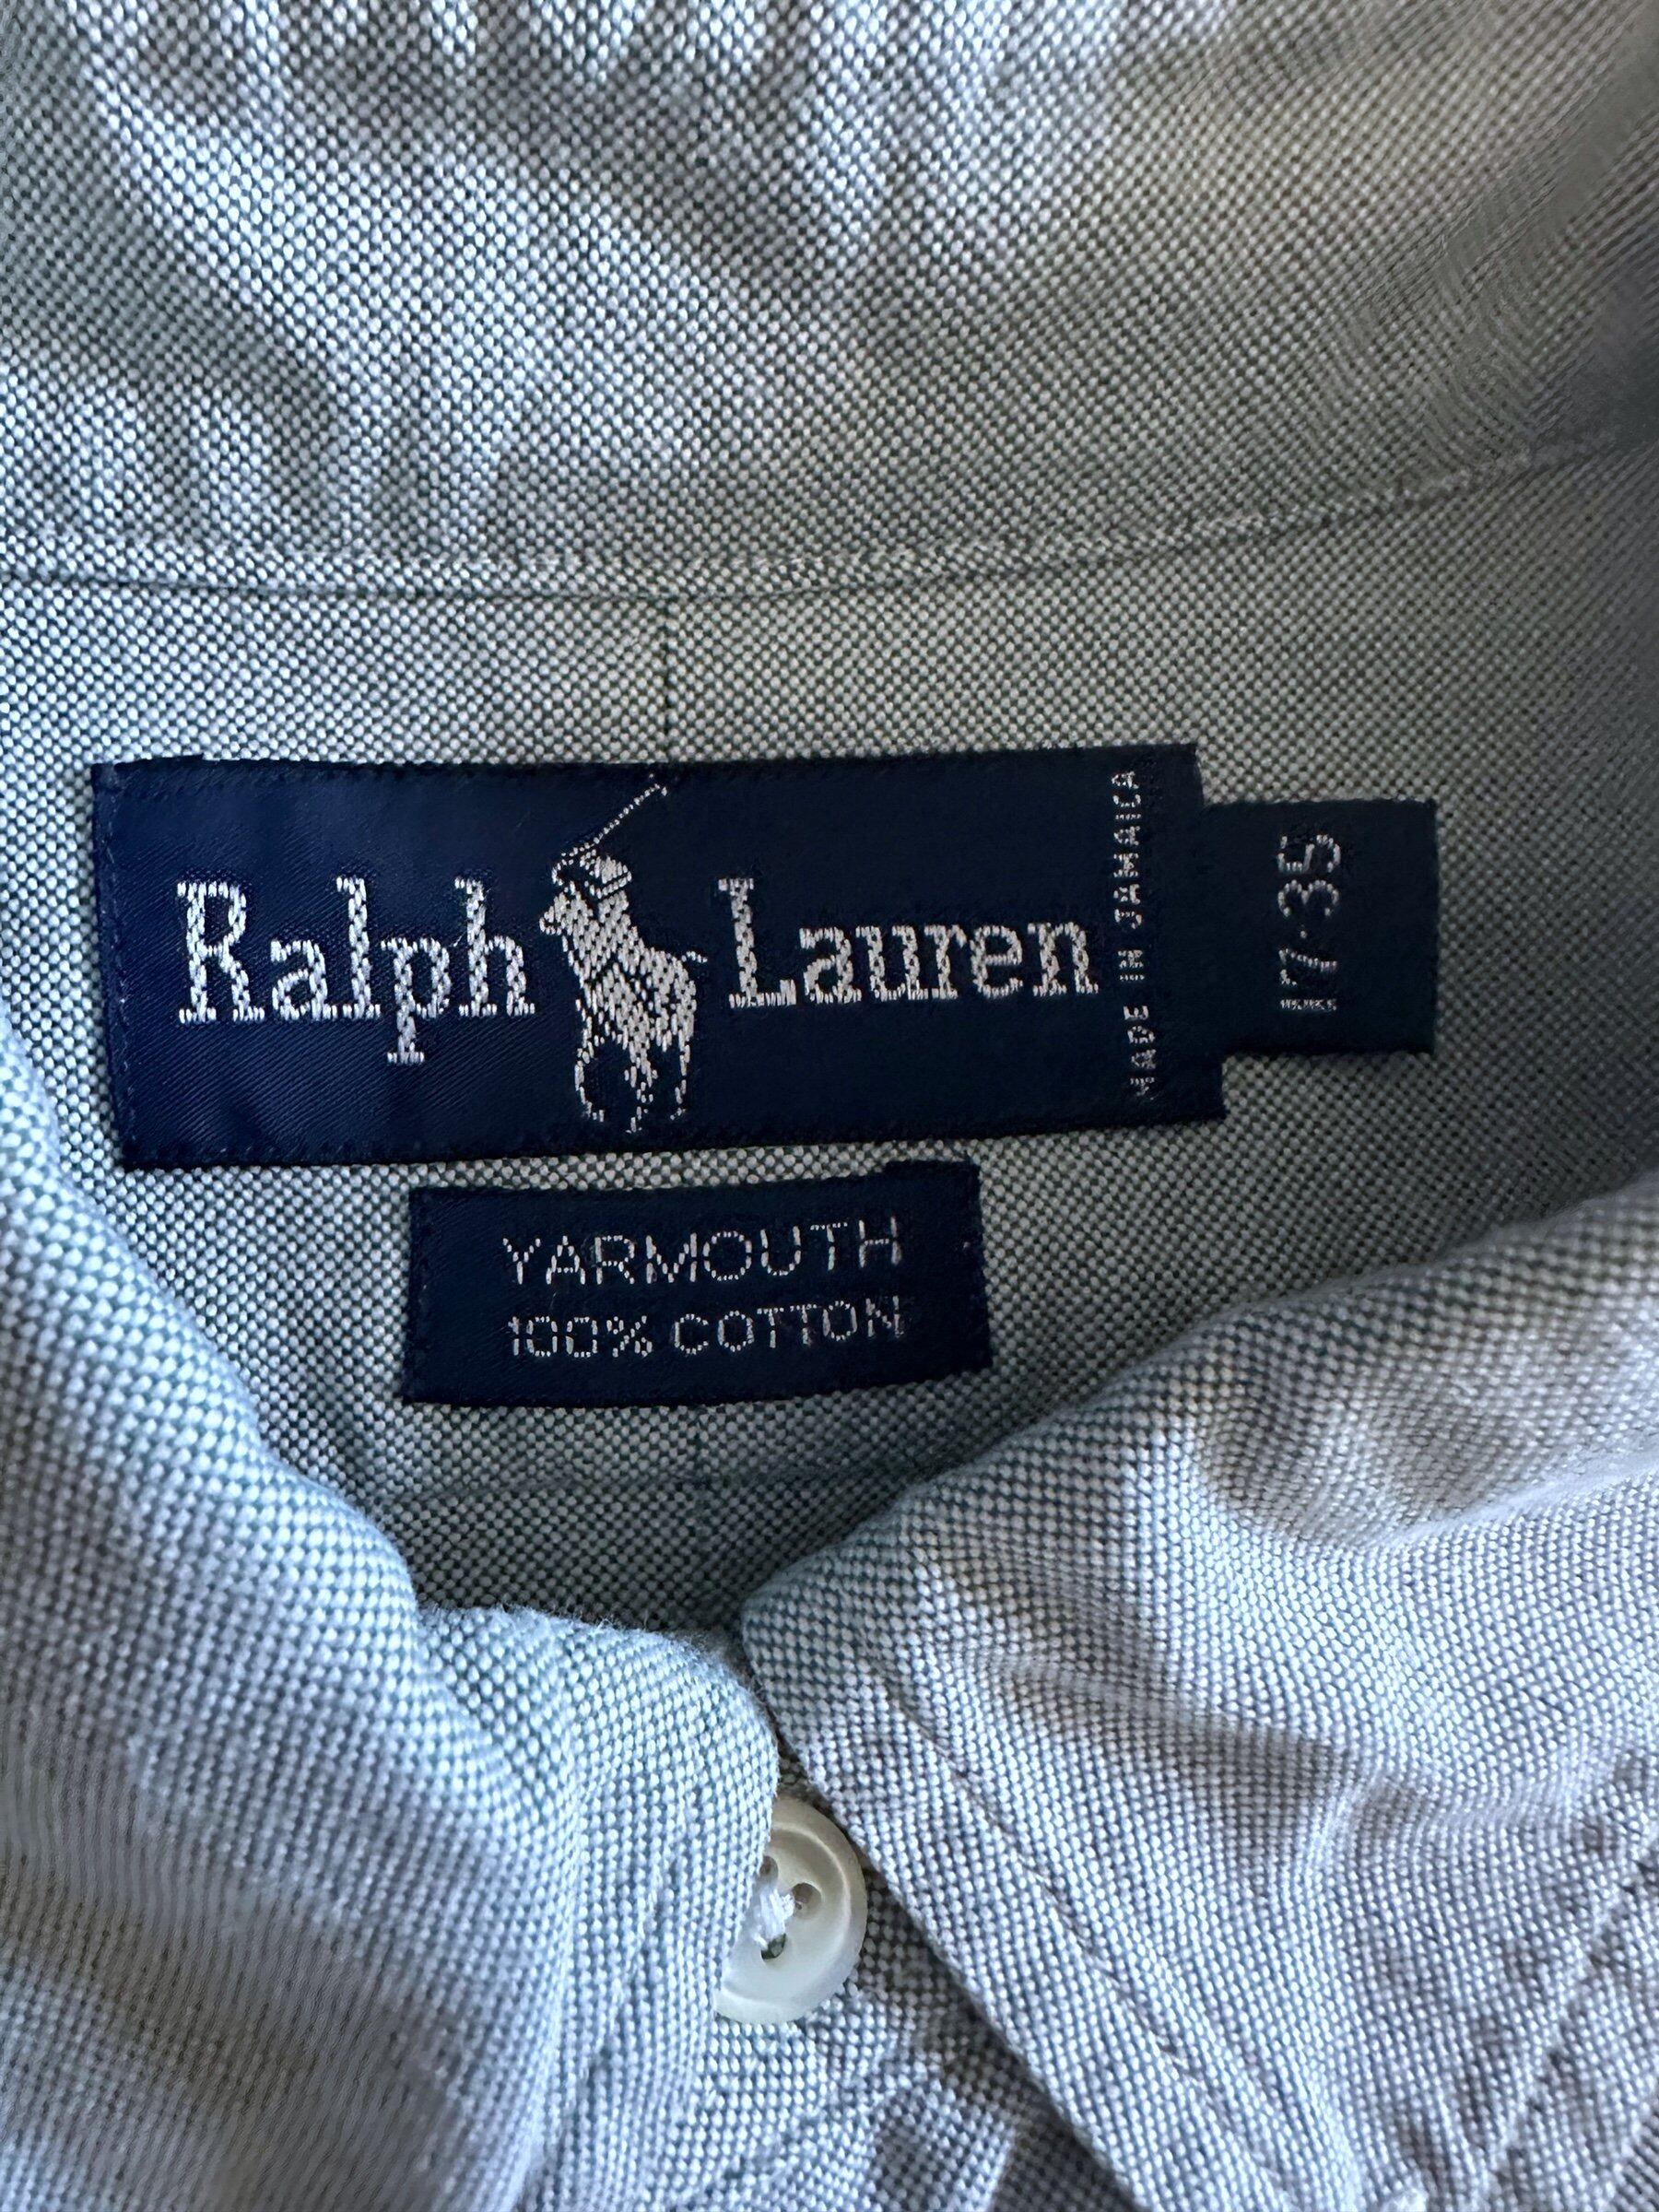 Ralph Lauren
MADE IN JAMAICA
17·35
YARMOUTH
100% COTTON